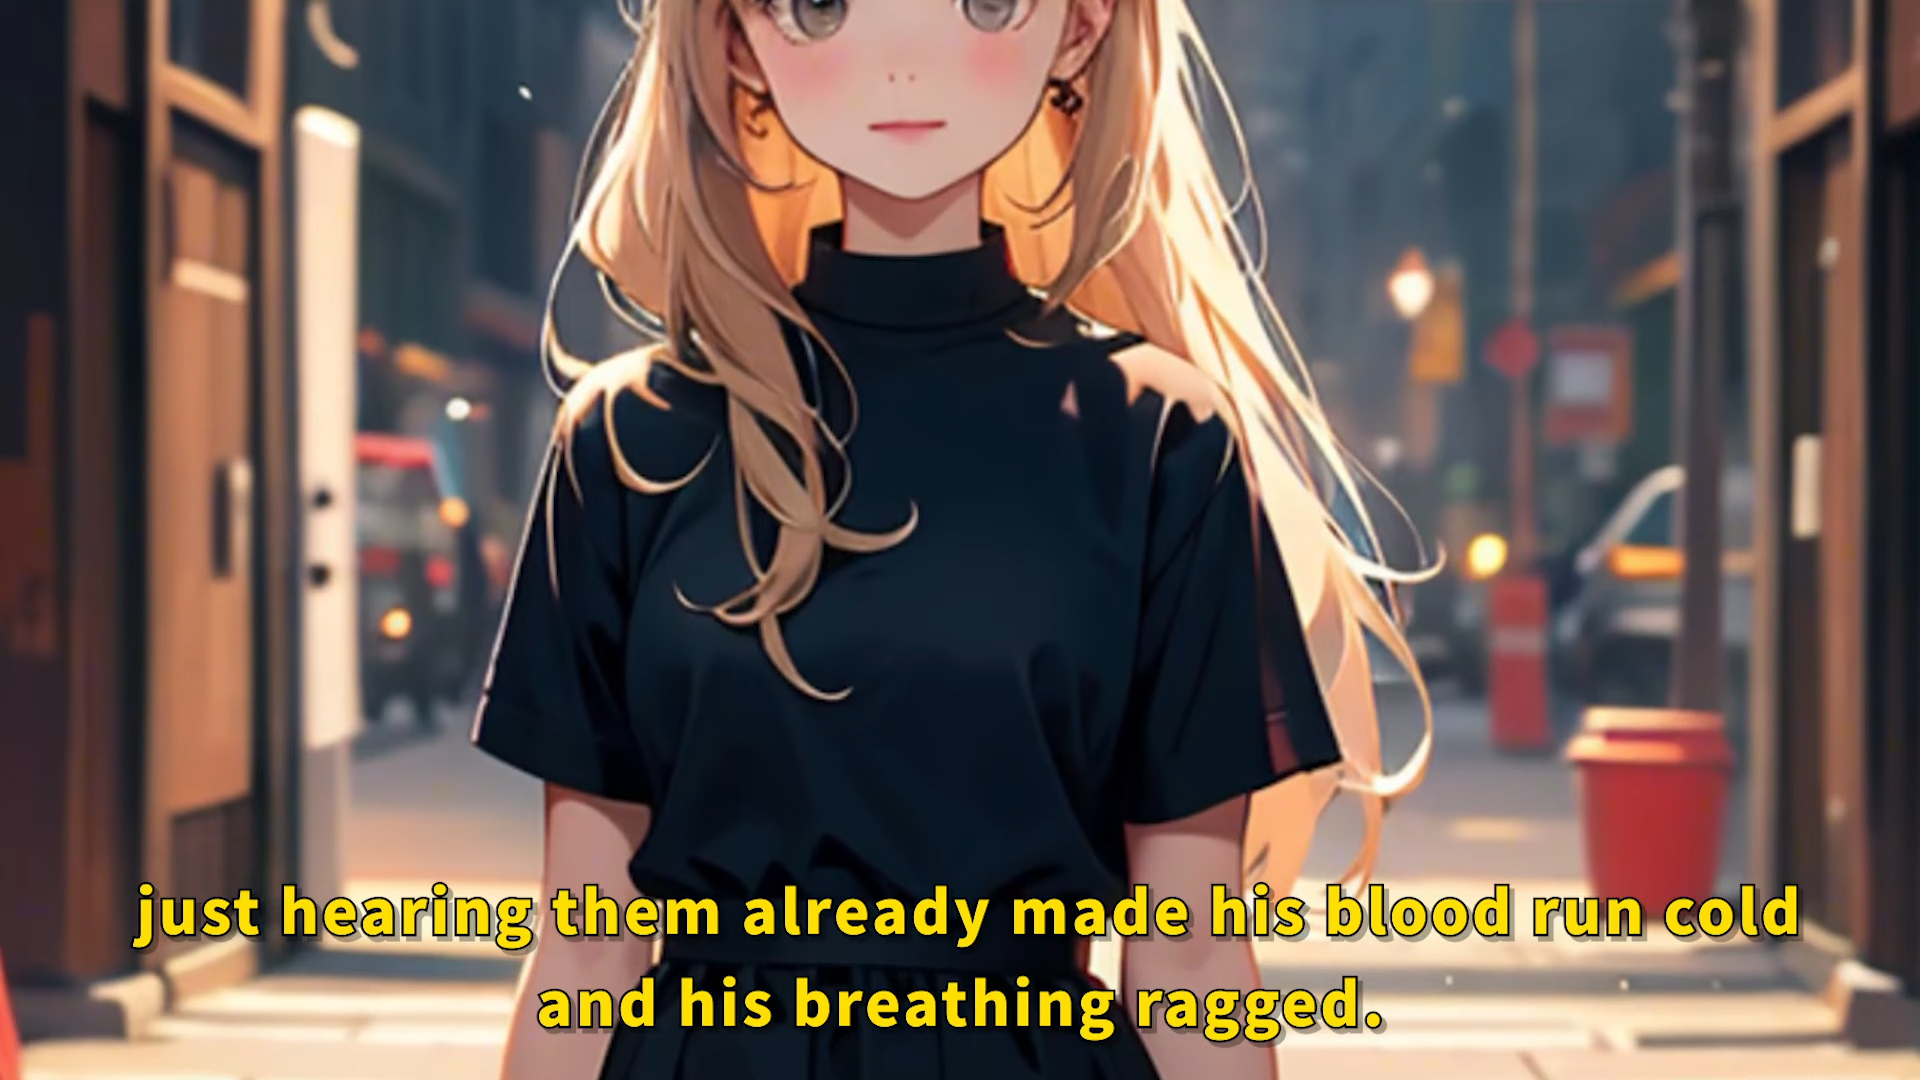 just hearing them already made his blood run cold
and his breathing ragged.